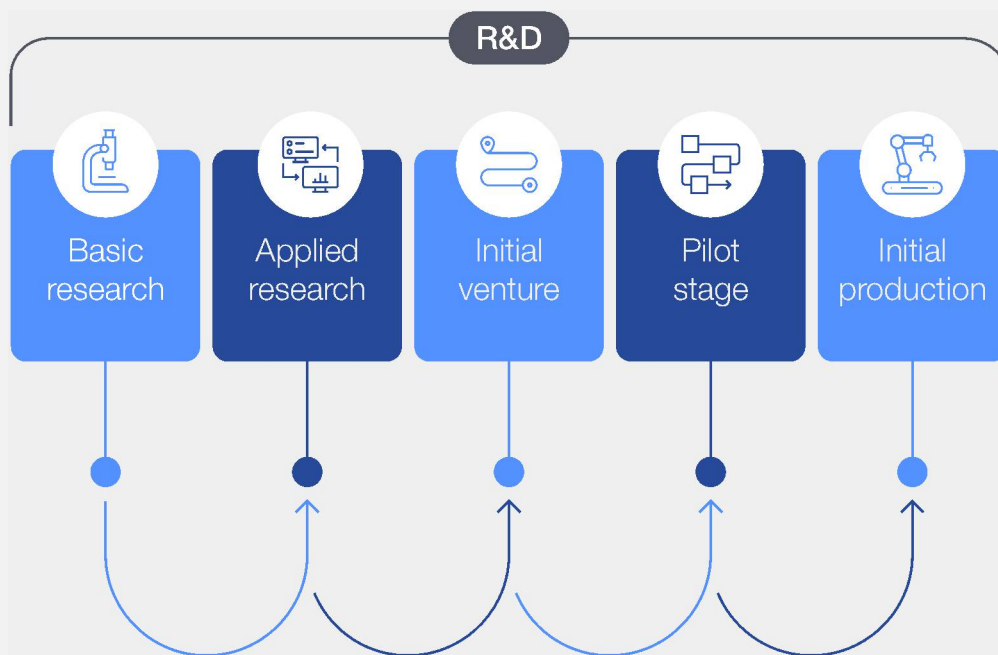 R&D
Basic
research
Applied
research
Initial
venture
Pilot
stage
Initial
production